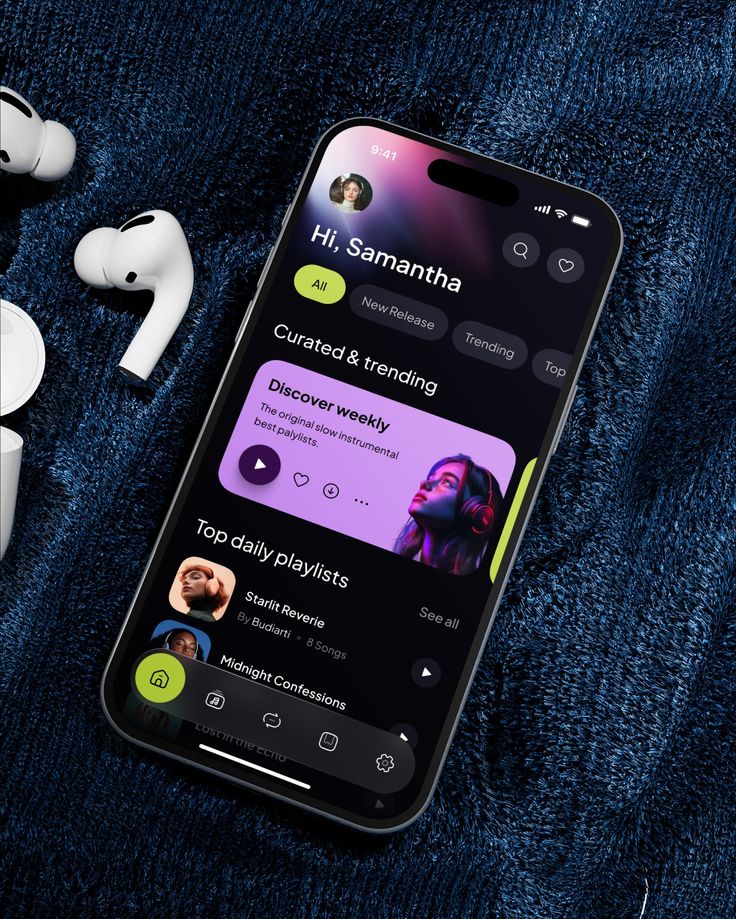 9:41
Hi, Samantha
All
New Release
Trending
Top
Curated & trending
Discover weekly
The original slow instrumental
best palylists.
Top daily playlists
See all
Starlit Reverie
By Budiarti • 8 Songs
Midnight Confessions
Lost in the Echo